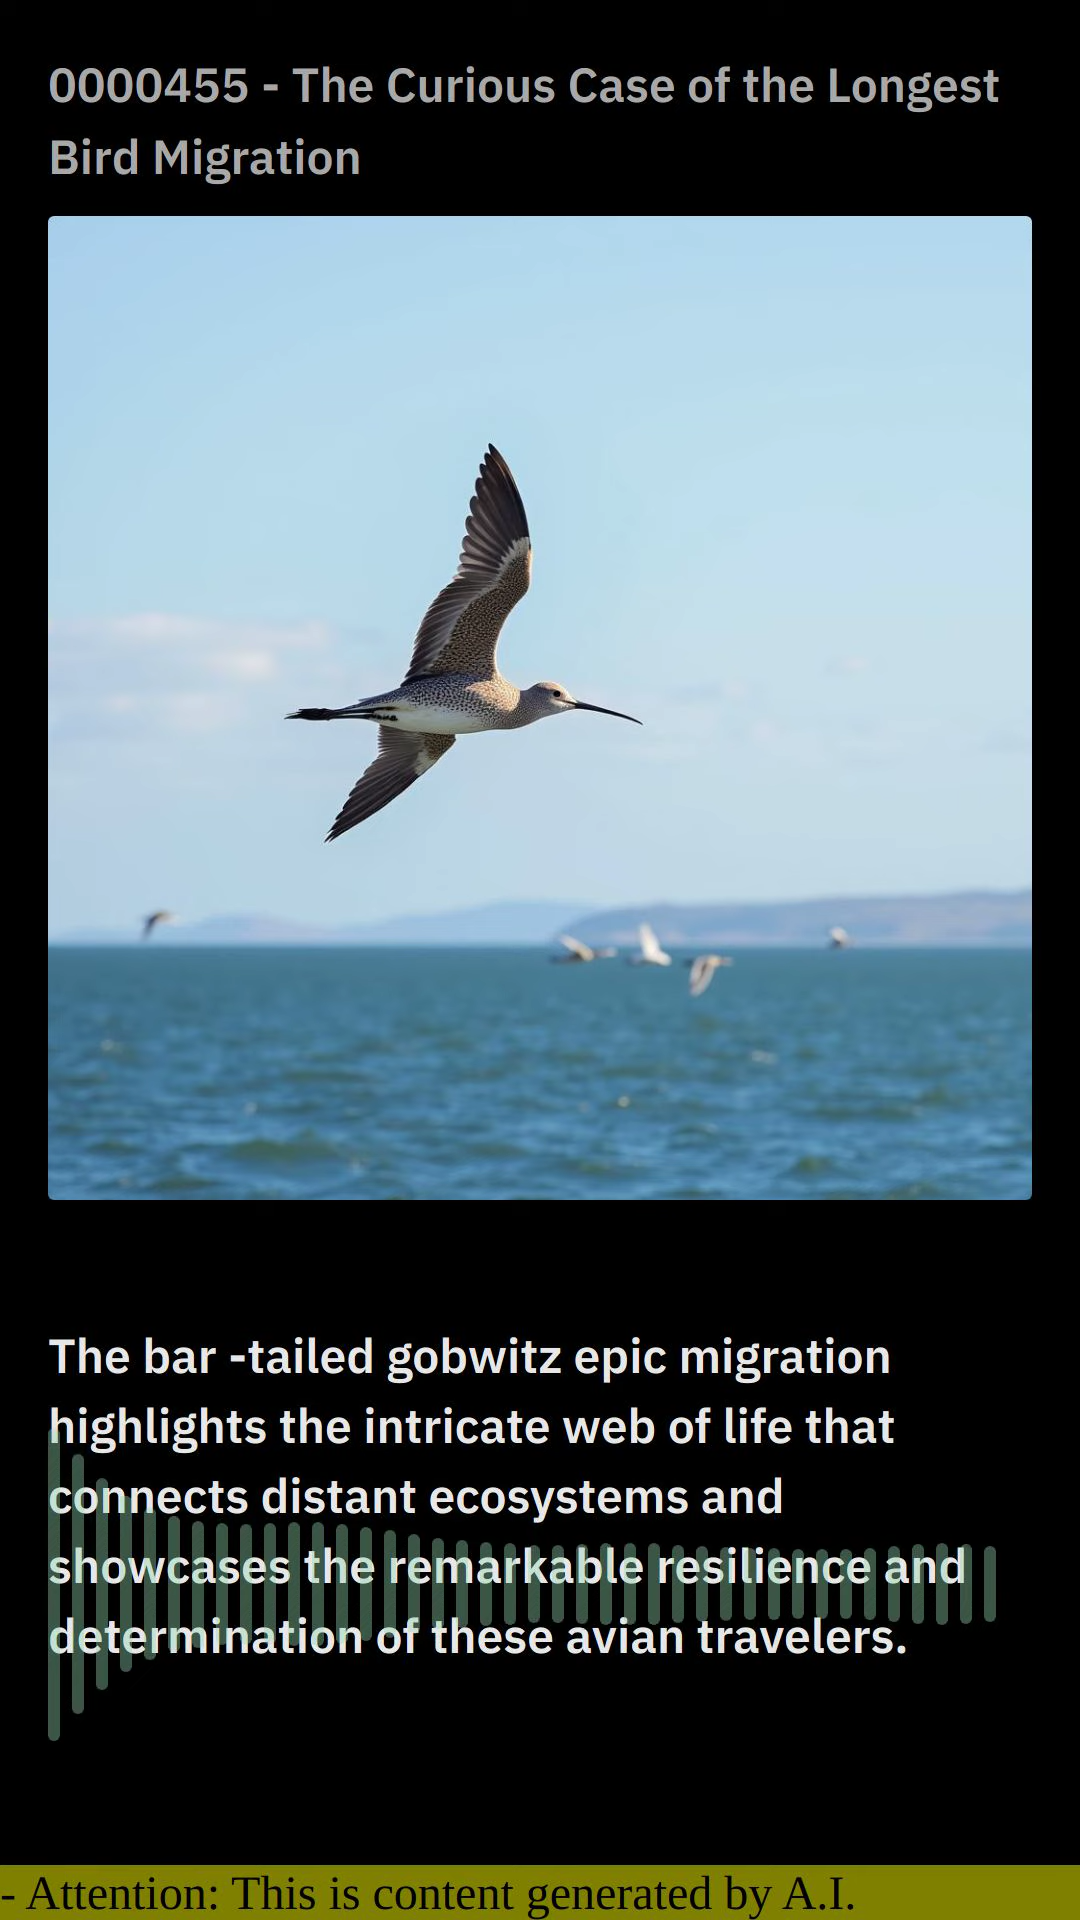 0000455 - The Curious Case of the Longest
Bird Migration
The bar -tailed gobwitz epic migration
highlights the intricate web of life that
connects distant ecosystems and
showcases the remarkable resilience and
determination of these avian travelers.
- Attention: This is content generated by A.I.